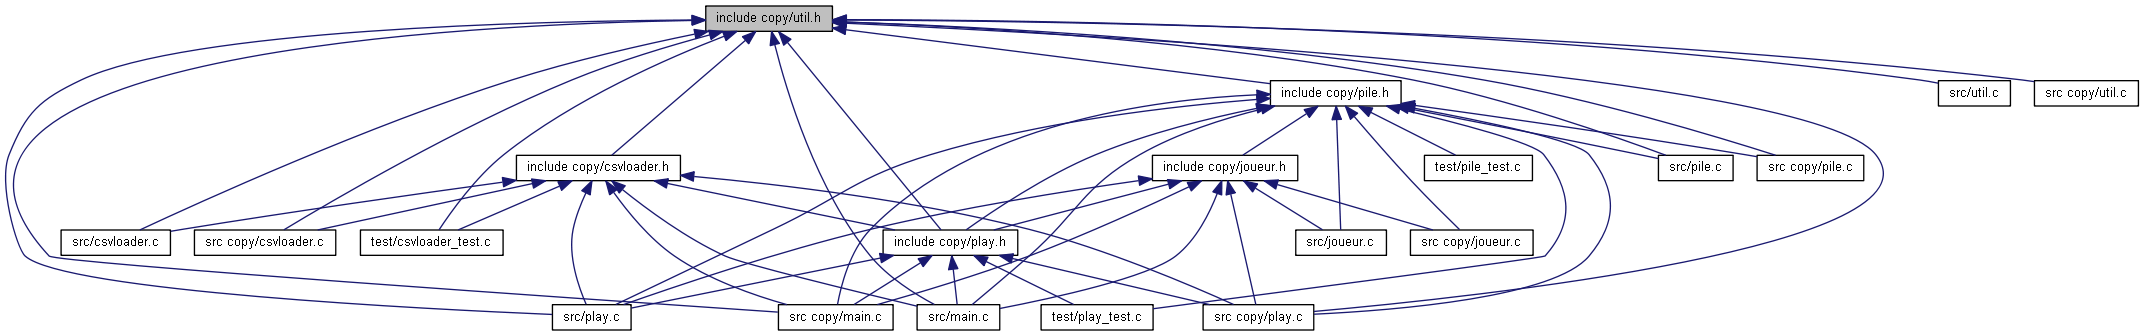 include copy/util.h
include copy/pile.h
src/util.c
src copy/util.c
include copy/csvloader.h
include copy/joueur.h
test/pile_test.c
src/pile.c
src copy/pile.c
src/csvloader.c
src copy/csvloader.c
test/csvloader_test.c
include copy/play.h
src/joueur.c
src copy/joueur.c
src/play.c
src copy/main.c
src/main.c
test/play_test.c
src copy/play.c